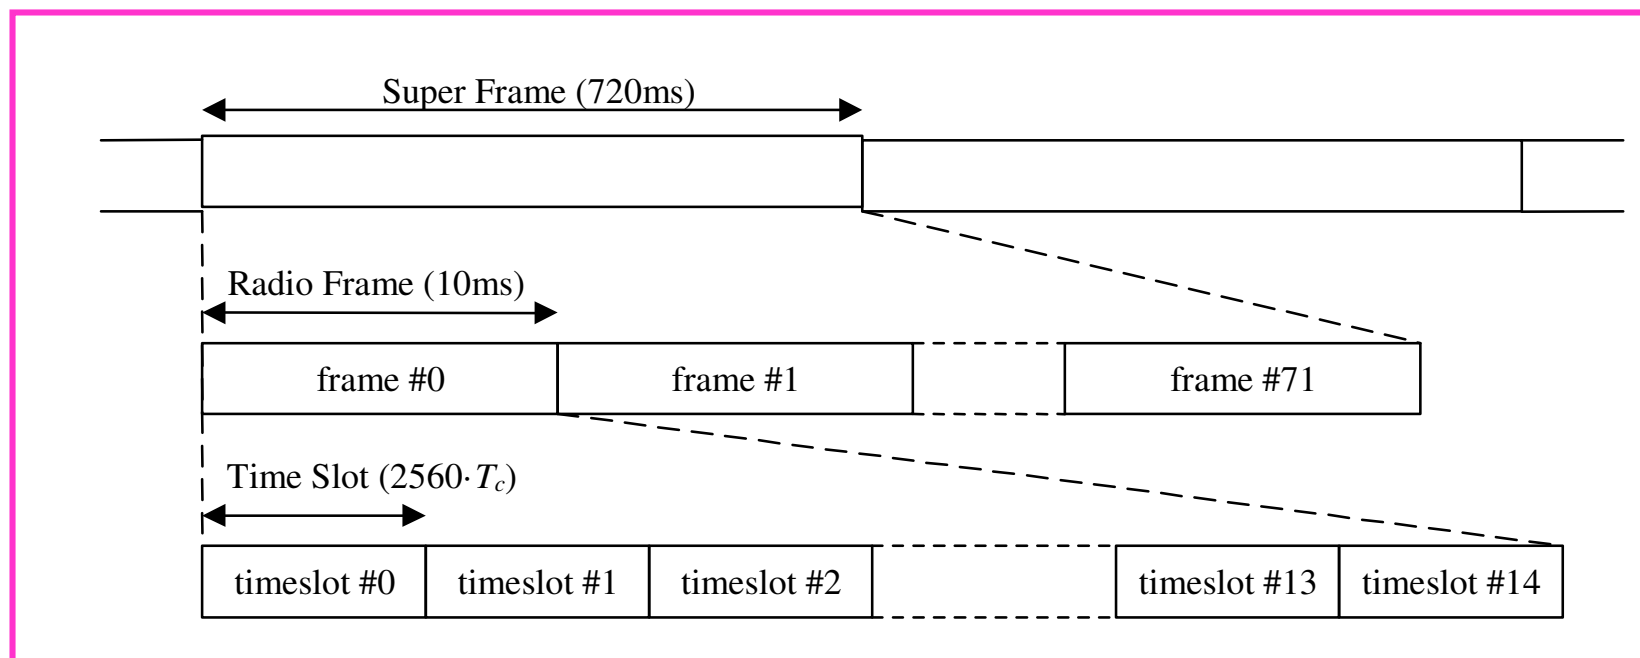 Super Frame (720ms)
Radio Frame (10ms)
frame #0 frame #1 frame #71
Time Slot (2560·Tc)
timeslot #0 timeslot #1 timeslot #2 timeslot #13 timeslot #14